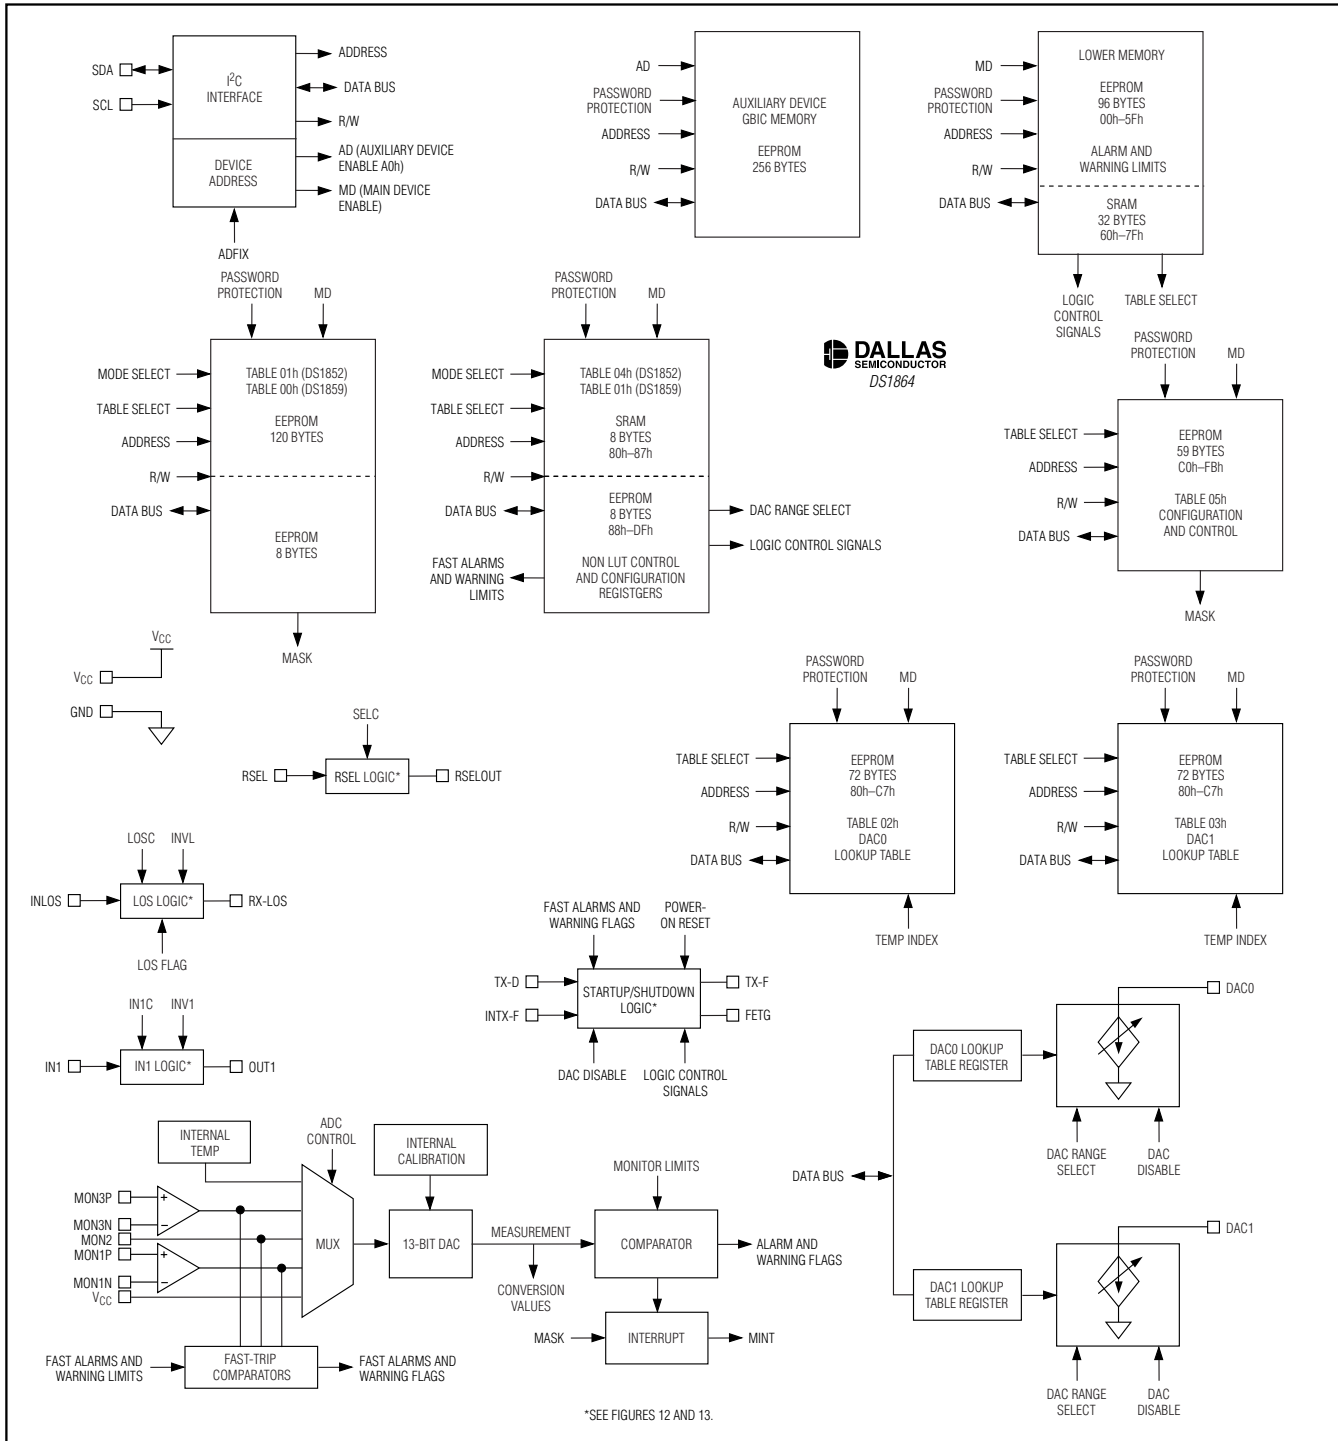 SDA
SCL
I2C
INTERFACE
DEVICE
ADDRESS
ADDRESS
DATA BUS
R/W
AD (AUXILIARY DEVICE
ENABLE A0h)
MD (MAIN DEVICE
ENABLE)
ADFIX
AD
PASSWORD
PROTECTION
ADDRESS
R/W
DATA BUS
AUXILIARY DEVICE
GBIC MEMORY
EEPROM
256 BYTES
MD
PASSWORD
PROTECTION
ADDRESS
R/W
DATA BUS
LOWER MEMORY
EEPROM
96 BYTES
00h–5Fh
ALARM AND
WARNING LIMITS
SRAM
32 BYTES
60h–7Fh
LOGIC
CONTROL
SIGNALS
TABLE SELECT
PASSWORD
PROTECTION
MD
MODE SELECT
TABLE SELECT
ADDRESS
R/W
DATA BUS
TABLE 01h (DS1852)
TABLE 00h (DS1859)
EEPROM
120 BYTES
EEPROM
8 BYTES
MASK
PASSWORD
PROTECTION
MD
MODE SELECT
TABLE SELECT
ADDRESS
R/W
DATA BUS
FAST ALARMS
AND WARNING
LIMITS
TABLE 04h (DS1852)
TABLE 01h (DS1859)
SRAM
8 BYTES
80h–87h
EEPROM
8 BYTES
88h–DFh
NON LUT CONTROL
AND CONFIGURATION
REGISTGERS
DAC RANGE SELECT
LOGIC CONTROL SIGNALS
DALLAS
SEMICONDUCTOR
DS1864
PASSWORD
PROTECTION
MD
TABLE SELECT
ADDRESS
R/W
DATA BUS
EEPROM
59 BYTES
C0h–FBh
TABLE 05h
CONFIGURATION
AND CONTROL
MASK
VCC
VCC
GND
SELC
RSEL
RSEL LOGIC*
RSELOUT
PASSWORD
PROTECTION
MD
TABLE SELECT
ADDRESS
R/W
DATA BUS
EEPROM
72 BYTES
80h–C7h
TABLE 02h
DAC0
LOOKUP TABLE
TEMP INDEX
PASSWORD
PROTECTION
MD
TABLE SELECT
ADDRESS
R/W
DATA BUS
EEPROM
72 BYTES
80h–C7h
TABLE 03h
DAC1
LOOKUP TABLE
TEMP INDEX
LOSC
INVL
INLOS
LOS LOGIC*
RX-LOS
LOS FLAG
IN1C
INV1
IN1
IN1 LOGIC*
OUT1
FAST ALARMS AND
WARNING FLAGS
POWER-
ON RESET
TX-D
INTX-F
STARTUP/SHUTDOWN
LOGIC*
TX-F
FETG
DAC DISABLE
LOGIC CONTROL
SIGNALS
INTERNAL
TEMP
ADC
CONTROL
INTERNAL
CALIBRATION
MON3P
MON3N
MON2
MON1P
MON1N
VCC
+
–
+
–
MUX
13-BIT DAC
MEASUREMENT
CONVERSION
VALUES
MONITOR LIMITS
COMPARATOR
ALARM AND
WARNING FLAGS
MASK
INTERRUPT
MINT
FAST ALARMS AND
WARNING LIMITS
FAST-TRIP
COMPARATORS
FAST ALARMS AND
WARNING FLAGS
DATA BUS
DAC0 LOOKUP
TABLE REGISTER
DAC0
DAC RANGE
SELECT
DAC
DISABLE
DAC1 LOOKUP
TABLE REGISTER
DAC1
DAC RANGE
SELECT
DAC
DISABLE
*SEE FIGURES 12 AND 13.